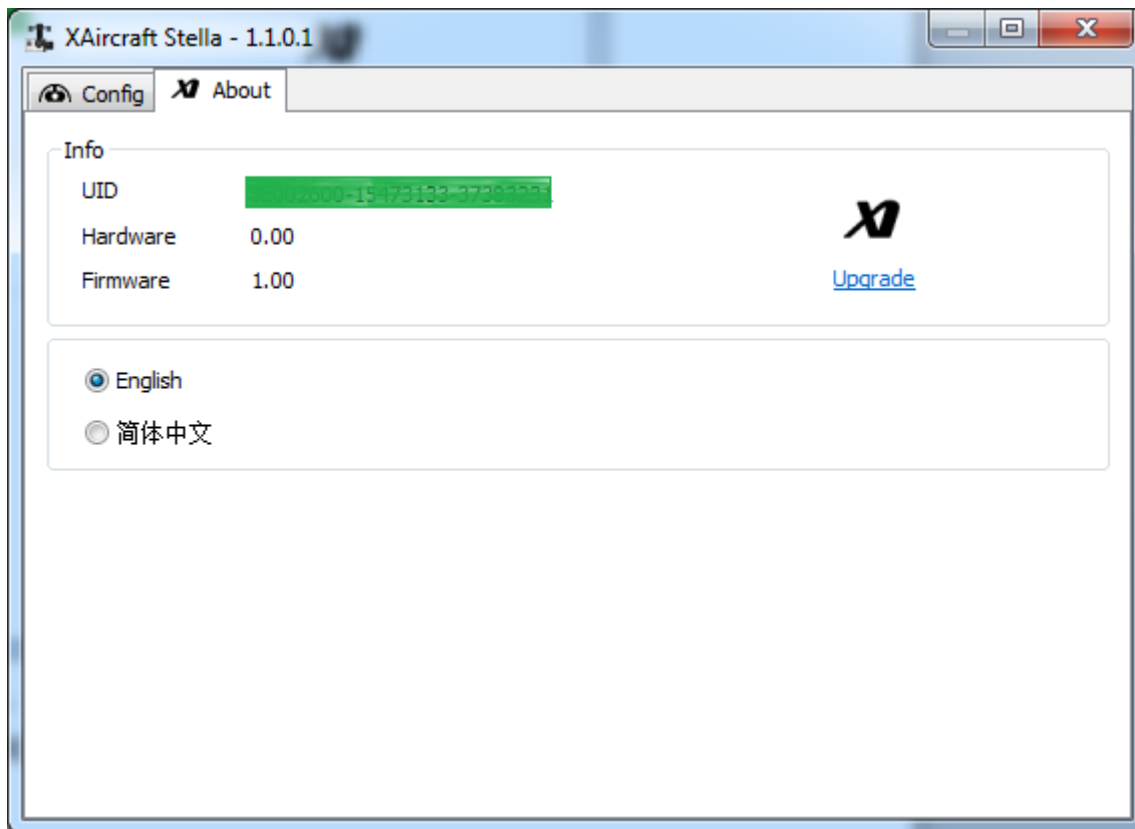 XAircraft Stella - 1.1.0.1
Config
About
Info
UID
Hardware 0.00
Firmware 1.00
Upgrade
English
简体中文